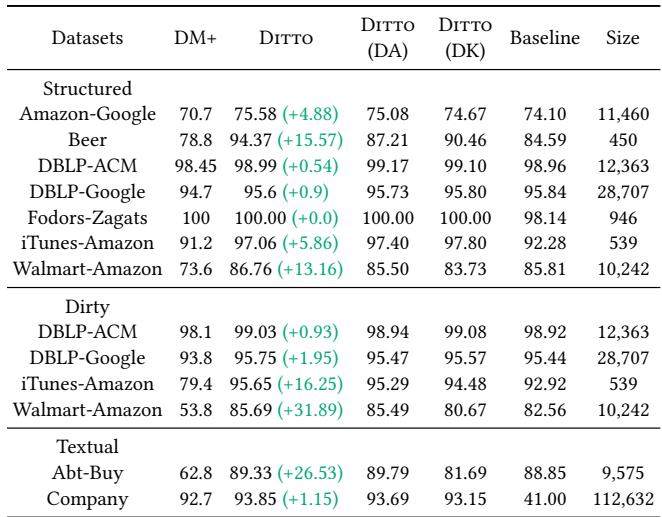 Datasets DM+ DITTO DITTO (DA) DITTO (DK) Baseline Size
Structured
Amazon-Google 70.7 75.58 (+4.88) 75.08 74.67 74.10 11,460
Beer 78.8 94.37 (+15.57) 87.21 90.46 84.59 450
DBLP-ACM 98.45 98.99 (+0.54) 99.17 99.10 98.96 12,363
DBLP-Google 94.7 95.6 (+0.9) 95.73 95.80 95.84 28,707
Fodors-Zagats 100 100.00 (+0.0) 100.00 100.00 98.14 946
iTunes-Amazon 91.2 97.06 (+5.86) 97.40 97.80 92.28 539
Walmart-Amazon 73.6 86.76 (+13.16) 85.50 83.73 85.81 10,242
Dirty
DBLP-ACM 98.1 99.03 (+0.93) 98.94 99.08 98.92 12,363
DBLP-Google 93.8 95.75 (+1.95) 95.47 95.57 95.44 28,707
iTunes-Amazon 79.4 95.65 (+16.25) 95.29 94.48 92.92 539
Walmart-Amazon 53.8 85.69 (+31.89) 85.49 80.67 82.56 10,242
Textual
Abt-Buy 62.8 89.33 (+26.53) 89.79 81.69 88.85 9,575
Company 92.7 93.85 (+1.15) 93.69 93.15 41.00 112,632